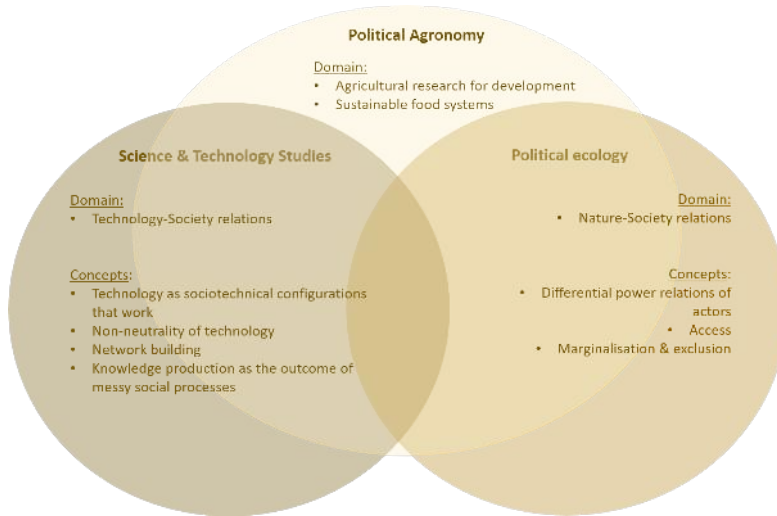 Political Agronomy
Domain:
• Agricultural research for development
• Sustainable food systems
Science & Technology Studies
Domain:
• Technology-Society relations
Concepts:
• Technology as sociotechnical configurations
that work
• Non-neutrality of technology
• Network building
• Knowledge production as the outcome of
messy social processes
Political ecology
Domain:
• Nature-Society relations
Concepts:
• Differential power relations of
actors
• Access
• Marginalisation & exclusion